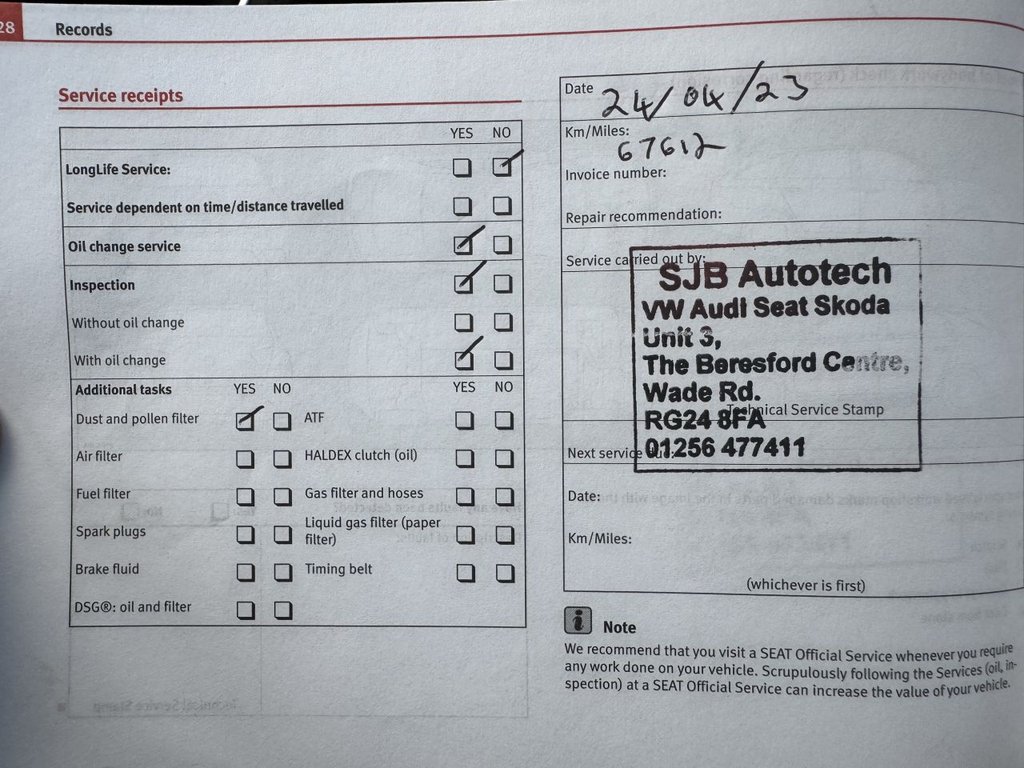 28 Records
Service receipts
YES NO
LongLife Service:
Service dependent on time/distance travelled
Oil change service
Inspection
Without oil change
With oil change
Additional tasks YES NO YES NO
Dust and pollen filter ATF
Air filter HALDEX clutch (oil)
Fuel filter Gas filter and hoses
Spark plugs Liquid gas filter (paper
filter)
Brake fluid Timing belt
DSG®: oil and filter
Date 24/04/23
Km/Miles:
67612
Invoice number:
Repair recommendation:
Service carried out by:
SJB Autotech
VW Audi Seat Skoda
Unit 3,
The Beresford Centre,
Wade Rd.
Technical Service Stamp
RG24 8FA
01256 477411
Next service due:
Date:
Km/Miles:
(whichever is first)
Note
We recommend that you visit a SEAT Official Service whenever you require
any work done on your vehicle. Scrupulously following the Services (oil, in-
spection) at a SEAT Official Service can increase the value of your vehicle.